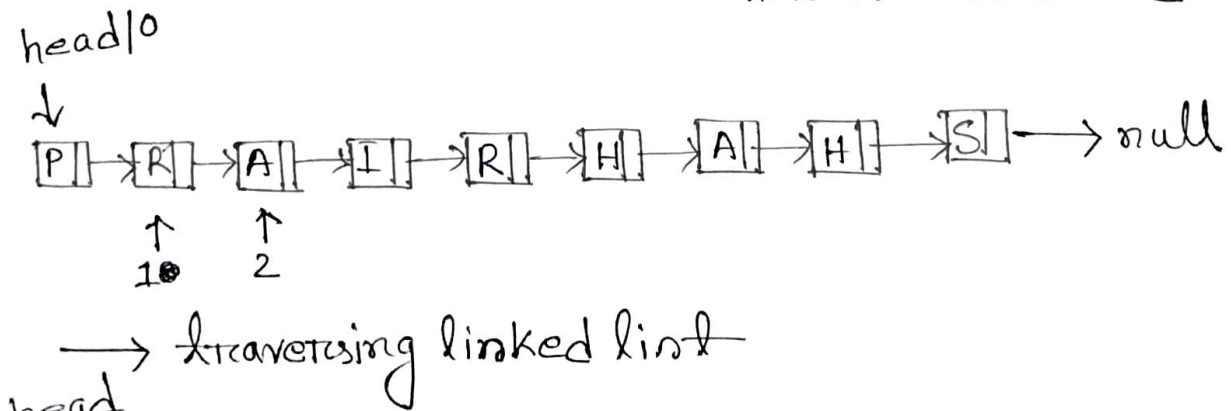 head|0
↓
P → R → A → I → R → H → A → H → S → null
↑ ↑
1 2
→ traversing linked list
head